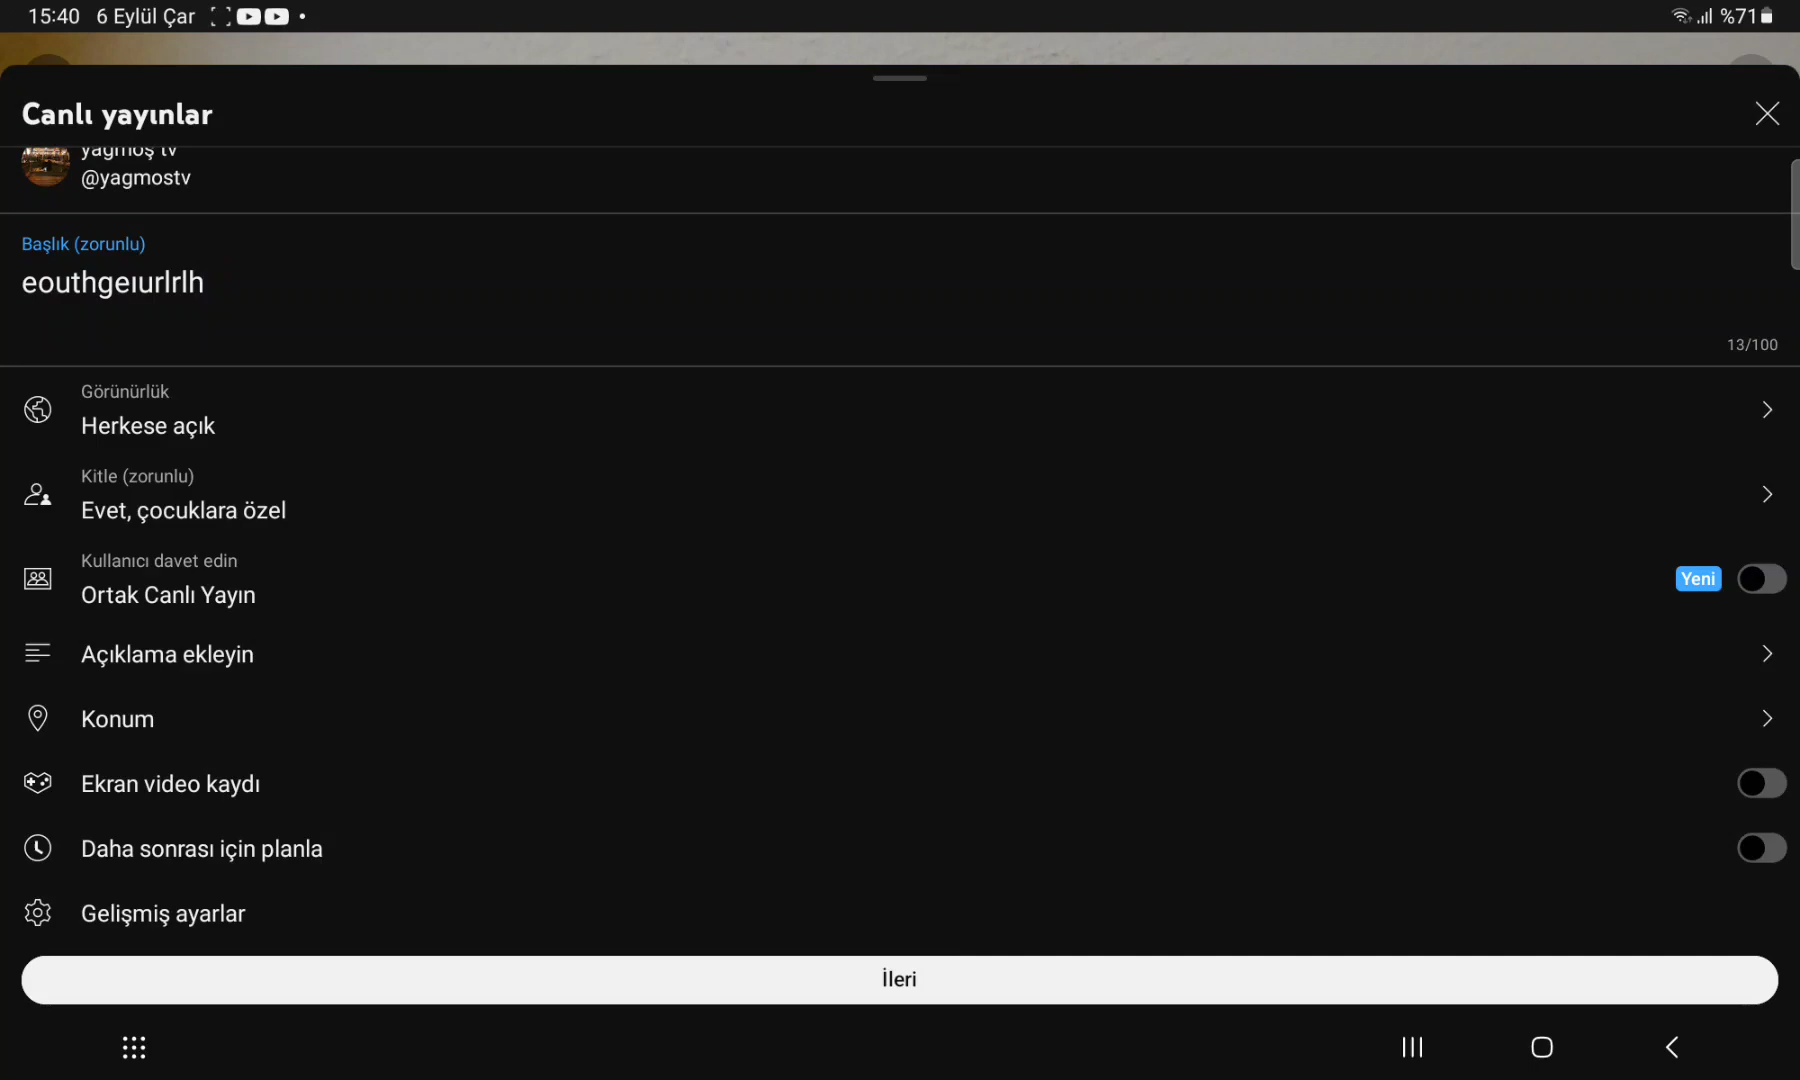 15:40 6 Eylül Çar %71
Canlı yayınlar
yagmoş tv
@yagmostv
Başlık (zorunlu)
eouthgeıurlrlh
13/100
Görünürlük
Herkese açık
Kitle (zorunlu)
Evet, çocuklara özel
Kullanıcı davet edin
Ortak Canlı Yayın
Yeni
Açıklama ekleyin
Konum
Ekran video kaydı
Daha sonrası için planla
Gelişmiş ayarlar
İleri